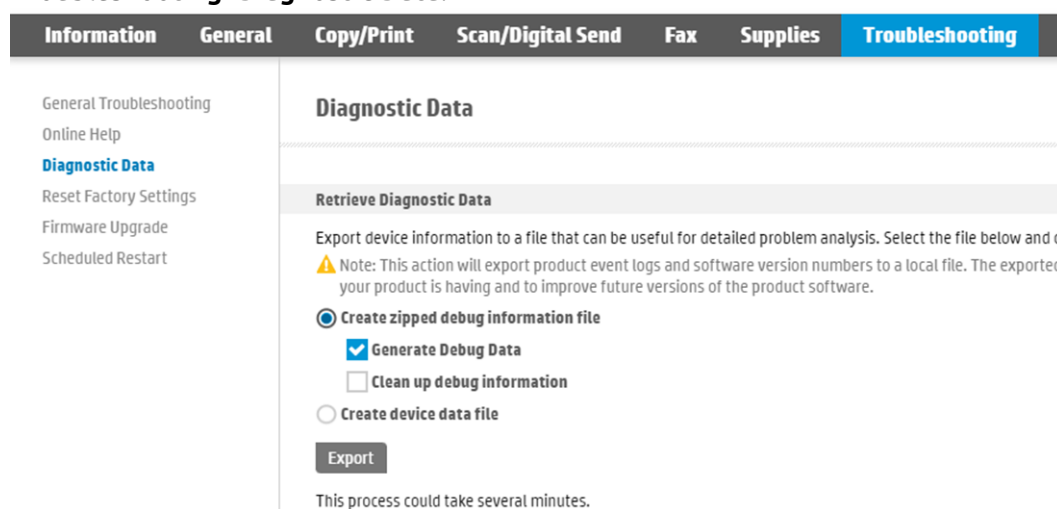 Information General Copy/Print Scan/Digital Send Fax Supplies Troubleshooting
General Troubleshooting
Online Help
Diagnostic Data
Reset Factory Settings
Firmware Upgrade
Scheduled Restart
Diagnostic Data
Retrieve Diagnostic Data
Export device information to a file that can be useful for detailed problem analysis. Select the file below and
Note: This action will export product event logs and software version numbers to a local file. The exported
your product is having and to improve future versions of the product software.
Create zipped debug information file
Generate Debug Data
Clean up debug information
Create device data file
Export
This process could take several minutes.